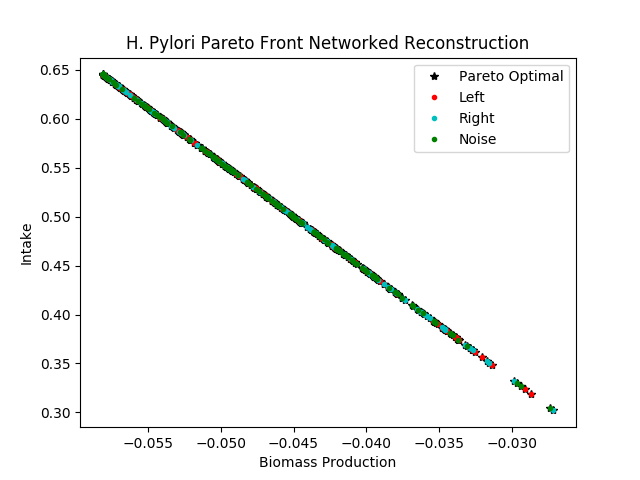 H. Pylori Pareto Front Networked Reconstruction
Pareto Optimal
Left
Right
Noise
Intake
0.65
0.60
0.55
0.50
0.45
0.40
0.35
0.30
−0.055 −0.050 −0.045 −0.040 −0.035 −0.030
Biomass Production